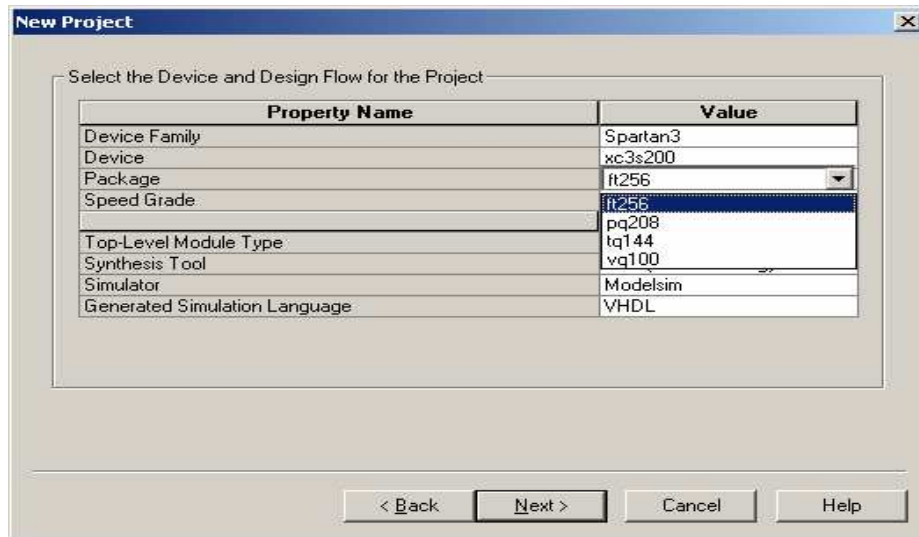 New Project
Select the Device and Design Flow for the Project
Property Name Value
Device Family Spartan3
Device xc3s200
Package ft256
Speed Grade ft256
pq208
Top-Level Module Type tq144
Synthesis Tool vq100
Simulator Modelsim
Generated Simulation Language VHDL
< Back Next > Cancel Help